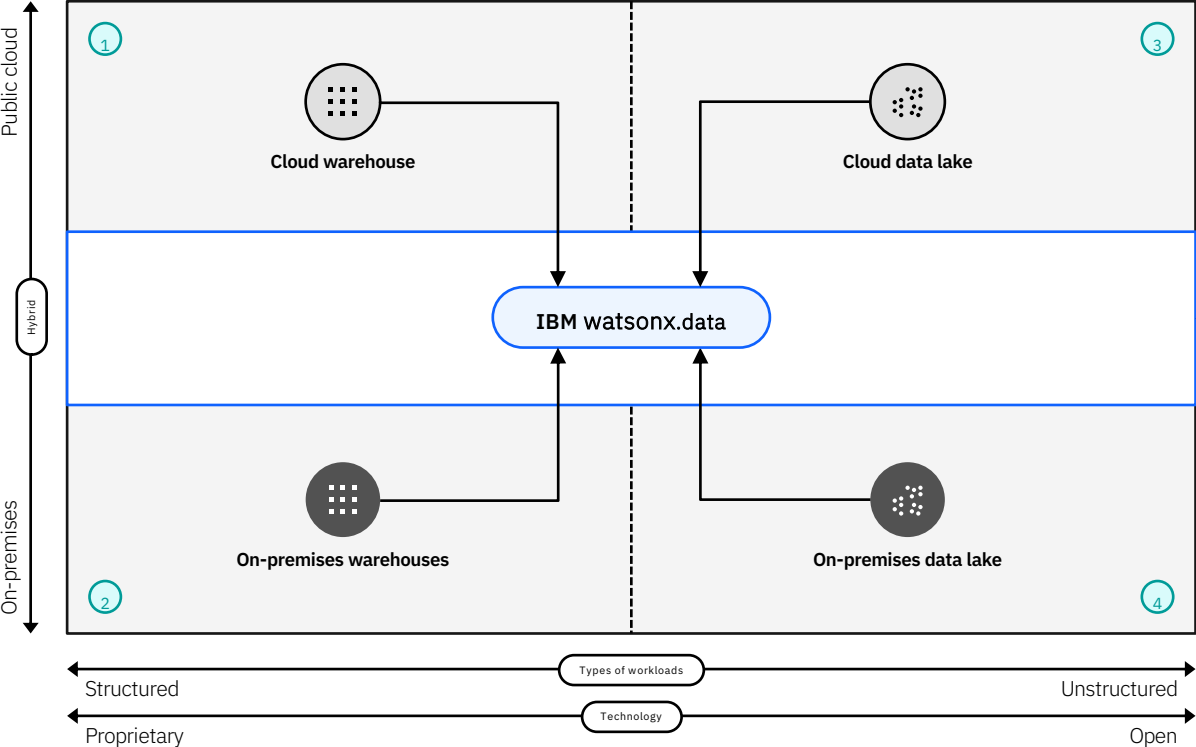 Public cloud
1
3
Cloud warehouse
Cloud data lake
Hybrid
IBM watsonx.data
On-premises
On-premises warehouses
On-premises data lake
2
4
Types of workloads
Structured
Unstructured
Technology
Proprietary
Open